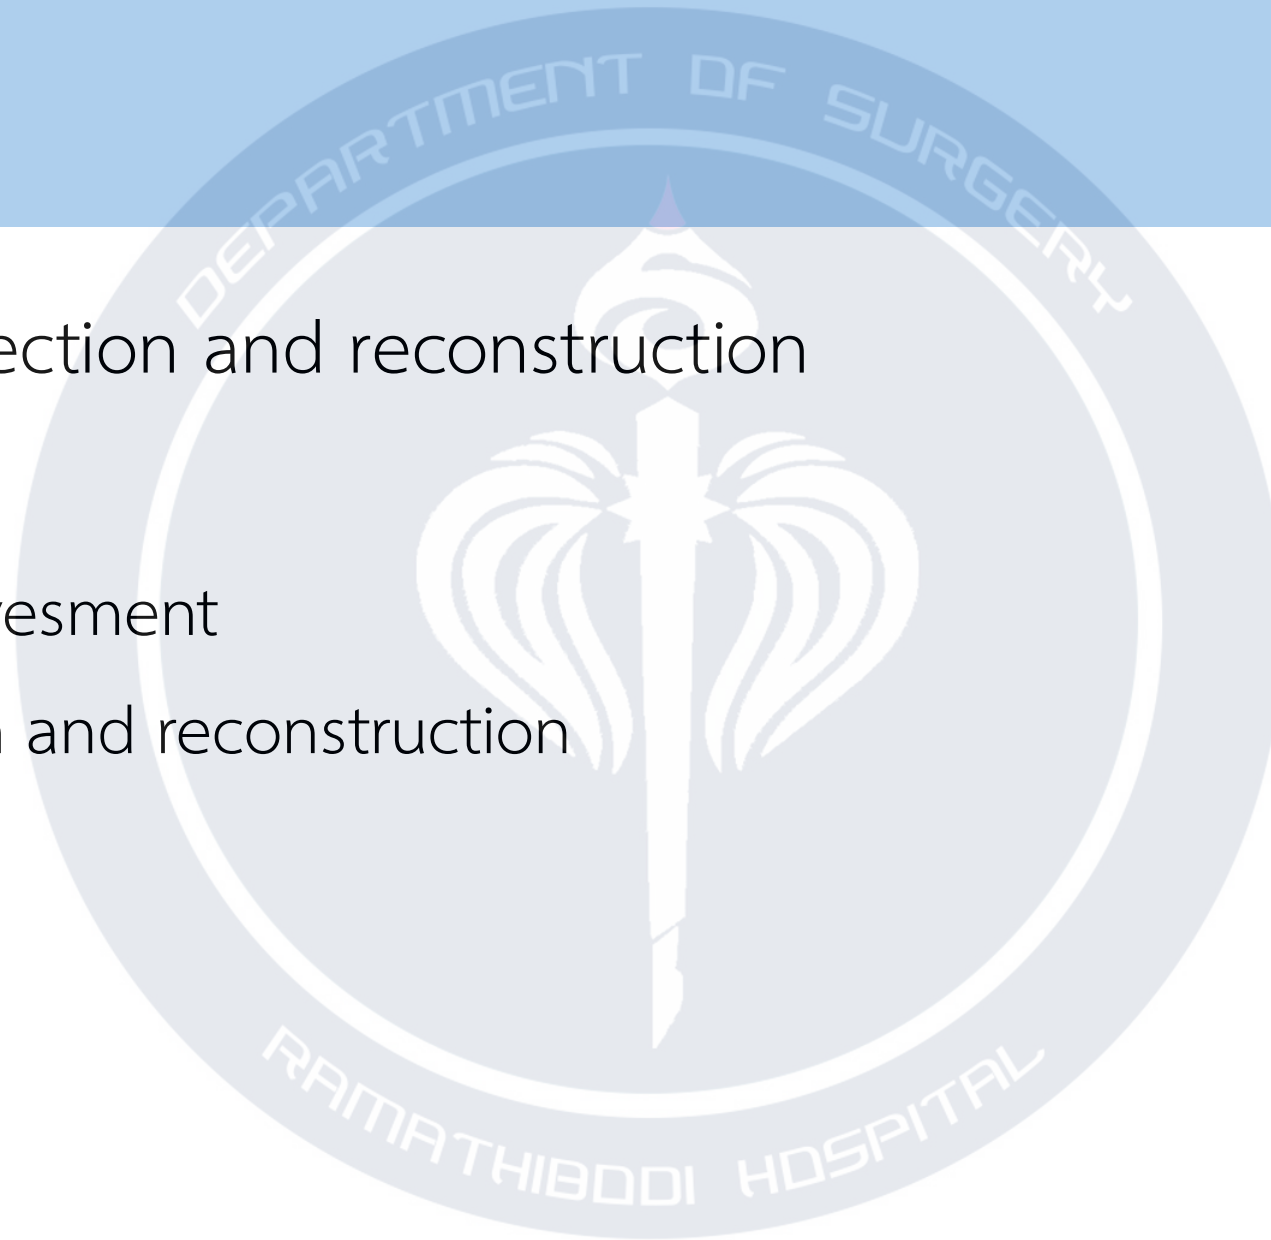 DEPARTMENT OF SURGERY
ection and reconstruction
esment
and reconstruction
RAMATHIBODI HOSPITAL